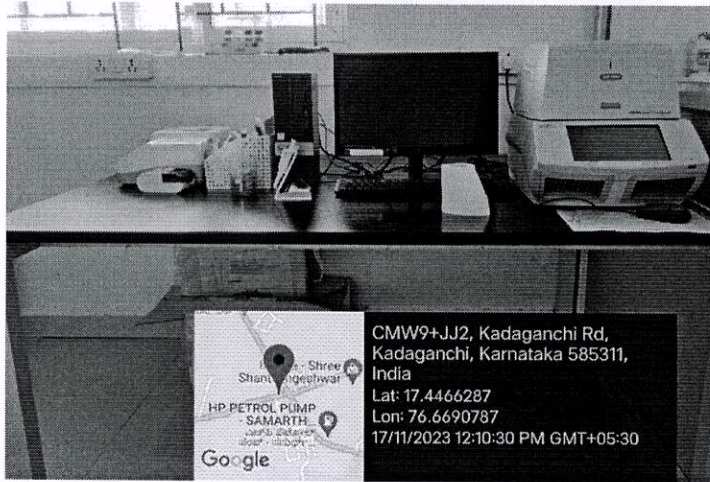 Shree
HP PETROL PUMP
- SAMARTH
Google
CMW9+JJ2, Kadaganchi Rd,
Kadaganchi, Karnataka 585311,
India
Lat: 17.4466287
Lon: 76.6690787
17/11/2023 12:10:30 PM GMT+05:30